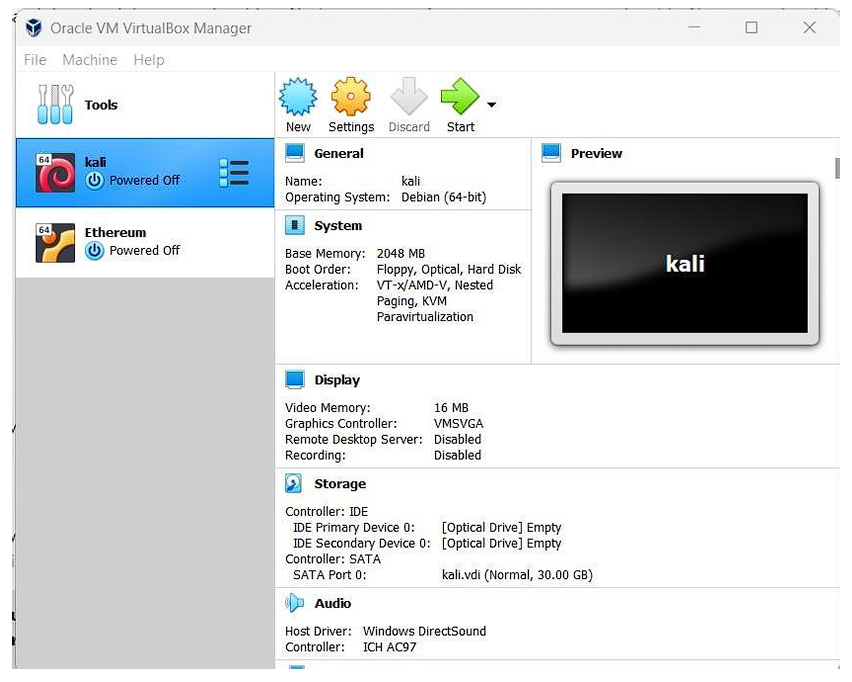 Oracle VM VirtualBox Manager
File Machine Help
Tools
New Settings Discard Start
64 kali
Powered Off
64 Ethereum
Powered Off
General
Name: kali
Operating System: Debian (64-bit)
System
Base Memory: 2048 MB
Boot Order: Floppy, Optical, Hard Disk
Acceleration: VT-x/AMD-V, Nested
Paging, KVM
Paravirtualization
Preview
kali
Display
Video Memory: 16 MB
Graphics Controller: VMSVGA
Remote Desktop Server: Disabled
Recording: Disabled
Storage
Controller: IDE
IDE Primary Device 0: [Optical Drive] Empty
IDE Secondary Device 0: [Optical Drive] Empty
Controller: SATA
SATA Port 0: kali.vdi (Normal, 30.00 GB)
Audio
Host Driver: Windows DirectSound
Controller: ICH AC97